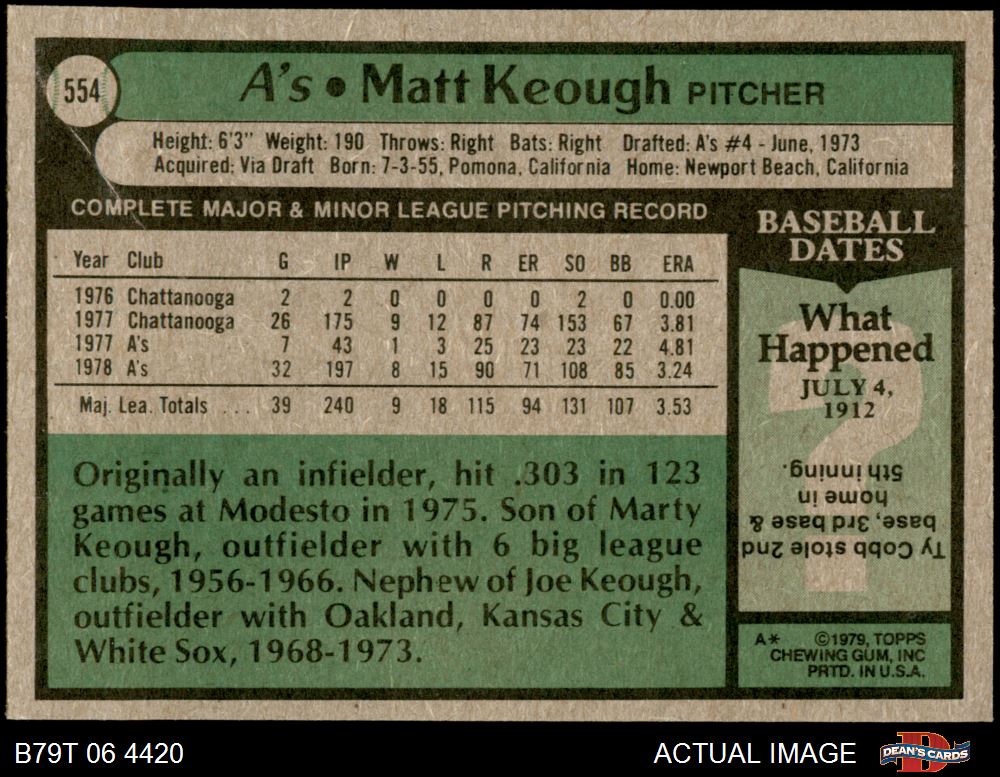 554
A's • Matt Keough PITCHER
Height: 6'3" Weight: 190 Throws: Right Bats: Right Drafted: A's #4 - June, 1973
Acquired: Via Draft Born: 7-3-55, Pomona, California Home: Newport Beach, California
COMPLETE MAJOR & MINOR LEAGUE PITCHING RECORD
Year Club G IP W L R ER SO BB ERA
1976 Chattanooga 2 2 0 0 0 0 2 0 0.00
1977 Chattanooga 26 175 9 12 87 74 153 67 3.81
1977 A's 7 43 1 3 25 23 23 22 4.81
1978 A's 32 197 8 15 90 71 108 85 3.24
Maj. Lea. Totals ... 39 240 9 18 115 94 131 107 3.53
Originally an infielder, hit .303 in 123
games at Modesto in 1975. Son of Marty
Keough, outfielder with 6 big league
clubs, 1956-1966. Nephew of Joe Keough,
outfielder with Oakland, Kansas City &
White Sox, 1968-1973.
BASEBALL
DATES
What
Happened
JULY 4,
1912
?
Ty Cobb stole 2nd
base, 3rd base &
home in
5th inning.
A* ©1979, TOPPS
CHEWING GUM, INC
PRTD. IN U.S.A.
B79T 06 4420
ACTUAL IMAGE
D
DEAN'S CARDS